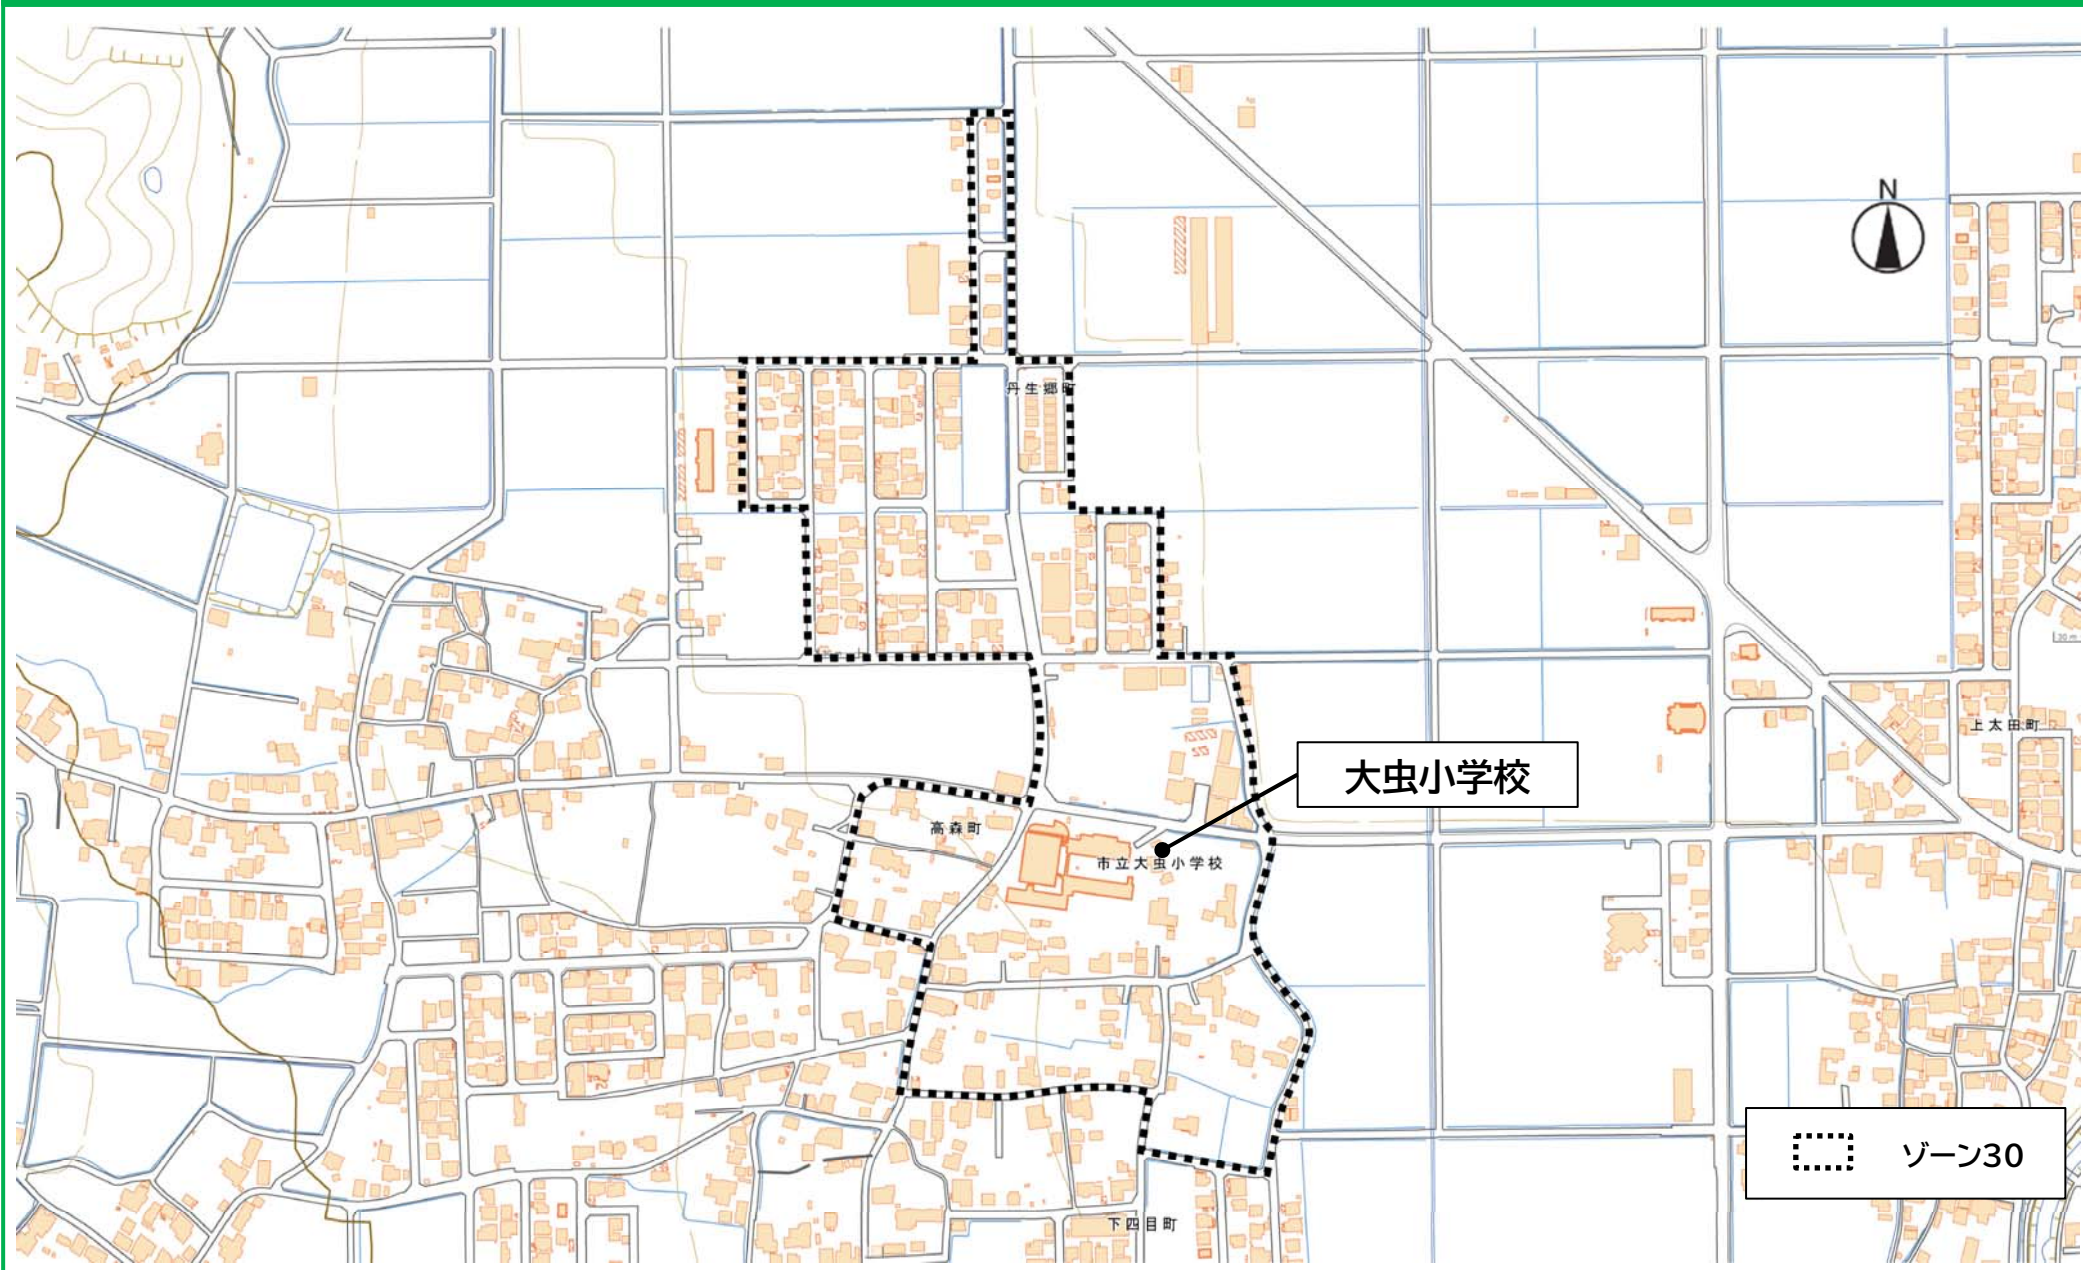 N
丹生郷町
上太田町
30 m
大虫小学校
高森町
市立大虫小学校
ゾーン30
下四目町